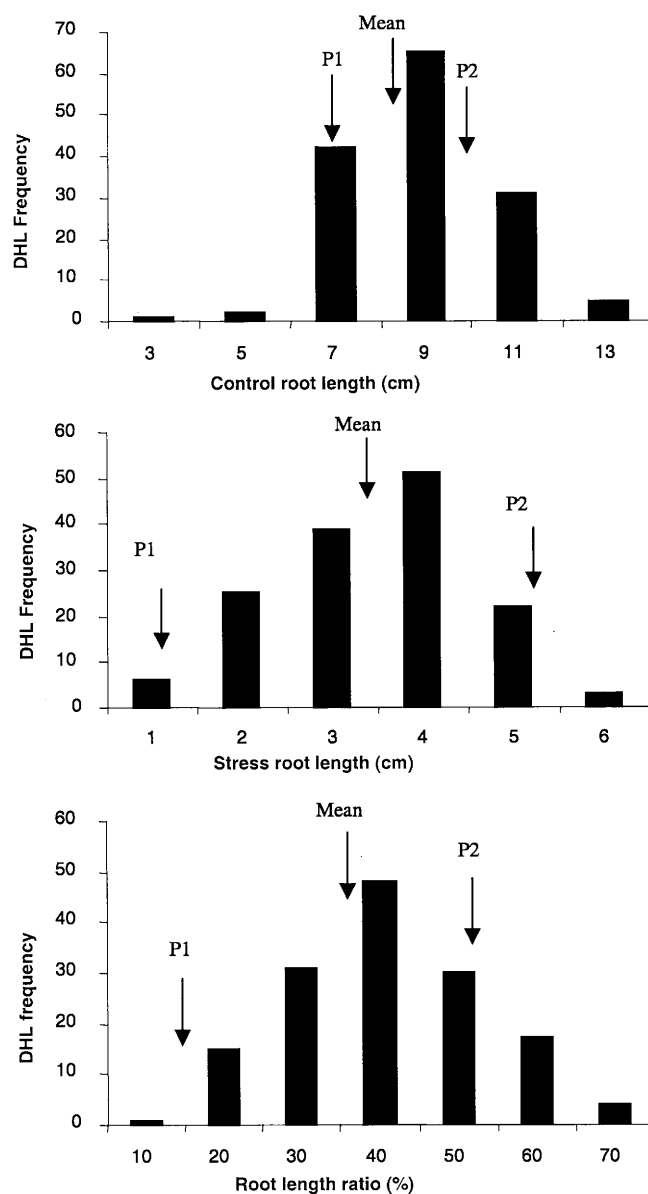 Mean
P1
P2
DHL Frequency
70
60
50
40
30
20
10
0
3 5 7 9 11 13
Control root length (cm)
Mean
P1
P2
DHL Frequency
60
50
40
30
20
10
0
1 2 3 4 5 6
Stress root length (cm)
Mean
P1
P2
DHL frequency
60
50
40
30
20
10
0
10 20 30 40 50 60 70
Root length ratio (%)